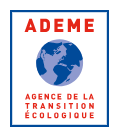 ADEME
AGENCE DE LA
TRANSITION
ÉCOLOGIQUE